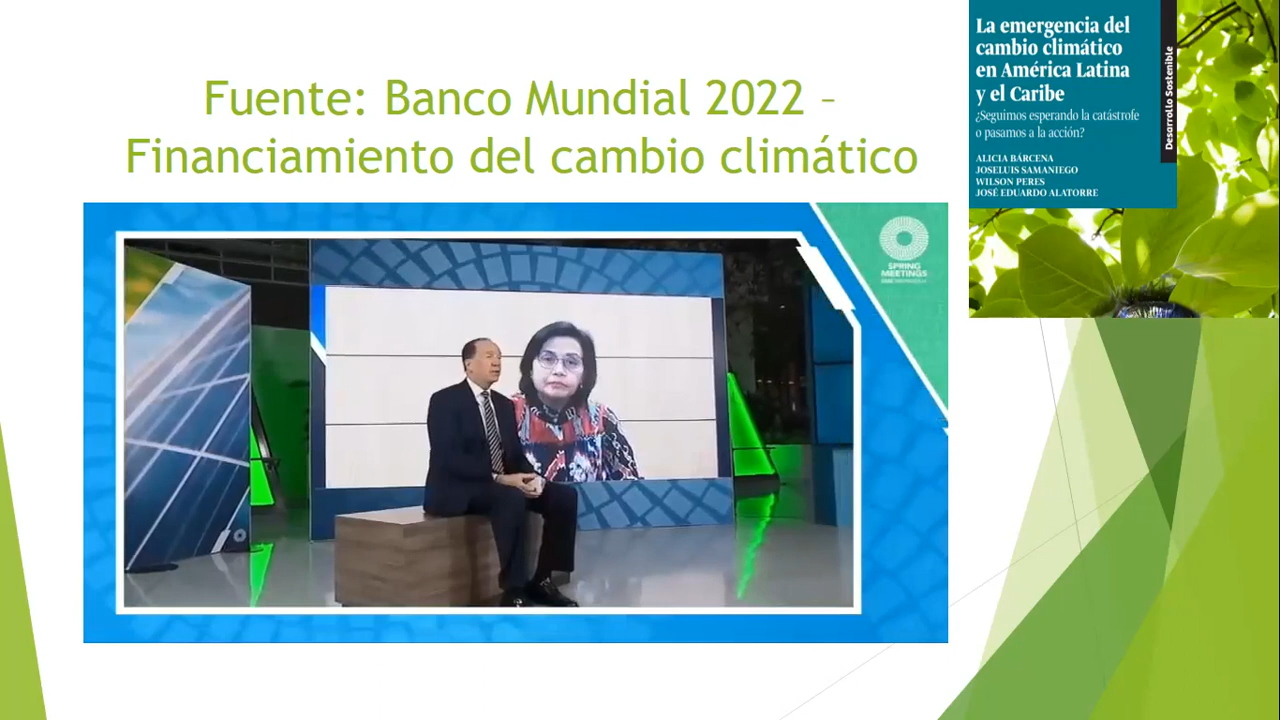 Fuente: Banco Mundial 2022 –
Financiamiento del cambio climático
La emergencia del
cambio climático
en América Latina
y el Caribe
¿Seguimos esperando la catástrofe
o pasamos a la acción?
ALICIA BÁRCENA
JOSELUIS SAMANIEGO
WILSON PERES
JOSÉ EDUARDO ALATORRE
Desarrollo Sostenible
SPRING
MEETINGS